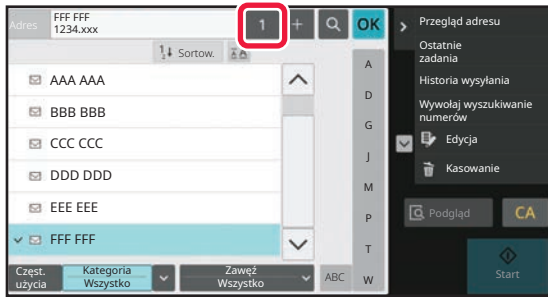 Adres
FFF FFF
1234.xxx
1
+
OK
Sortow.
AAA AAA
BBB BBB
CCC CCC
DDD DDD
EEE EEE
FFF FFF
A
D
G
J
M
P
T
W
Częst.
użycia
Kategoria
Wszystko
Zawęź
Wszystko
ABC
Przegląd adresu
Ostatnie
zadania
Historia wysyłania
Wywołaj wyszukiwanie
numerów
Edycja
Kasowanie
Podgląd
CA
Start